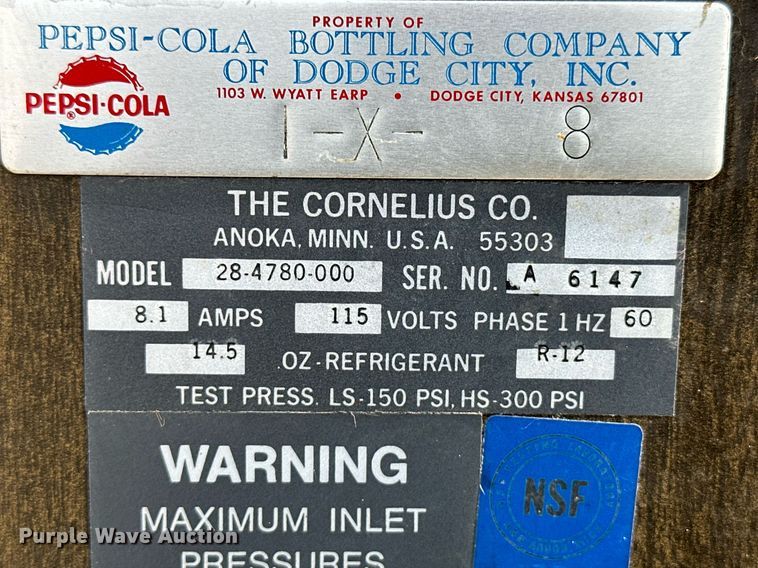 PROPERTY OF
PEPSI-COLA BOTTLING COMPANY
OF DODGE CITY, INC.
1103 W. WYATT EARP • DODGE CITY, KANSAS 67801
PEPSI·COLA
®
1-X- 8
THE CORNELIUS CO.
ANOKA, MINN. U.S.A. 55303
MODEL 28-4780-000 SER. NO. A 6147
8.1 AMPS 115 VOLTS PHASE 1 HZ 60
14.5 OZ-REFRIGERANT R-12
TEST PRESS. LS-150 PSI, HS-300 PSI
WARNING
MAXIMUM INLET
PRESSURES
NSF
Purple Wave Auction